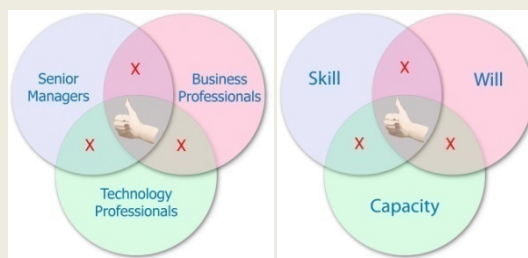 Senior
Managers
X
Business
Professionals
X
X
Technology
Professionals
Skill
X
Will
X
X
Capacity